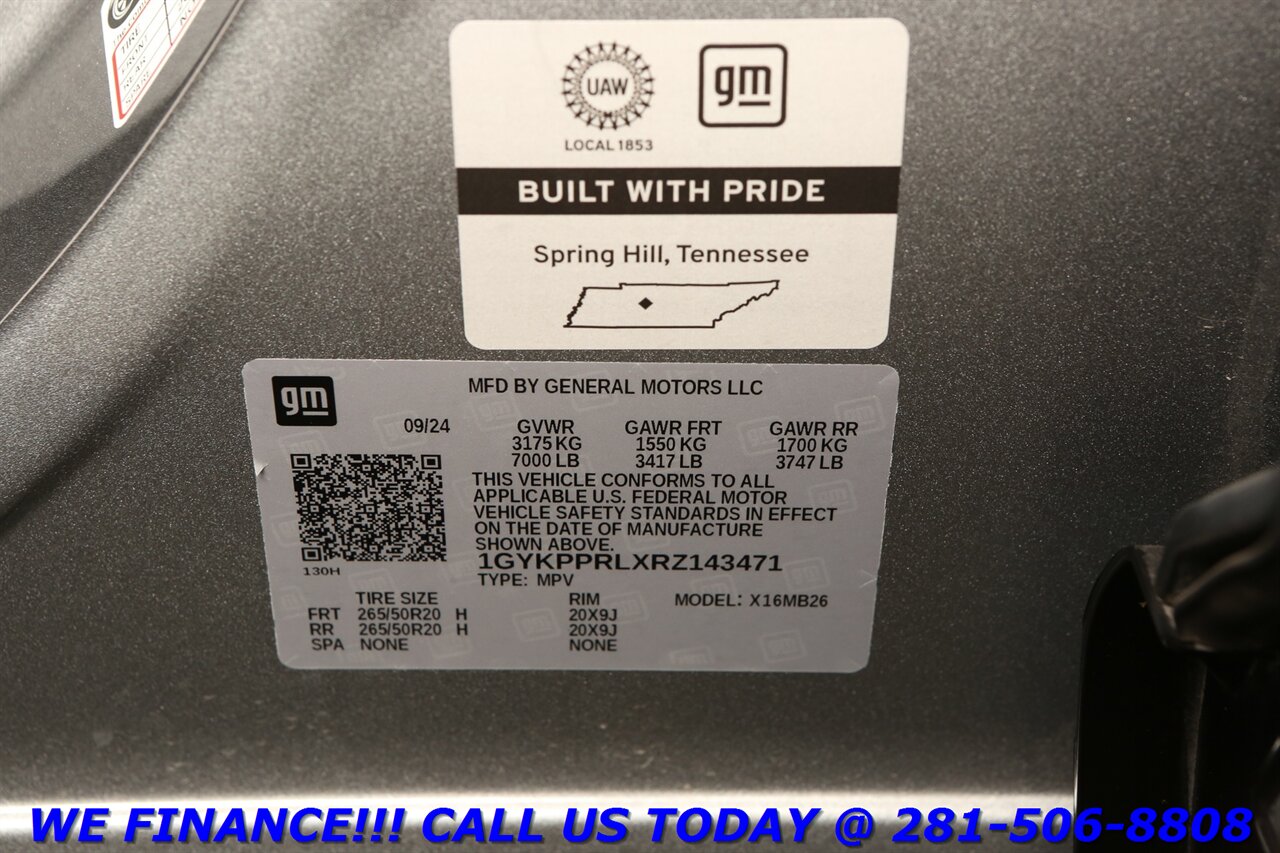 TIRE
FRONT
REAR
SPARE
UAW
gm
LOCAL 1853
BUILT WITH PRIDE
Spring Hill, Tennessee
gm
MFD BY GENERAL MOTORS LLC
09/24 GVWR GAWR FRT GAWR RR
3175 KG 1550 KG 1700 KG
7000 LB 3417 LB 3747 LB
THIS VEHICLE CONFORMS TO ALL
APPLICABLE U.S. FEDERAL MOTOR
VEHICLE SAFETY STANDARDS IN EFFECT
ON THE DATE OF MANUFACTURE
SHOWN ABOVE.
130H
1GYKPPRLXRZ143471
TYPE: MPV
TIRE SIZE RIM MODEL: X16MB26
FRT 265/50R20 H 20X9J
RR 265/50R20 H 20X9J
SPA NONE NONE
WE FINANCE!!! CALL US TODAY @ 281-506-8808